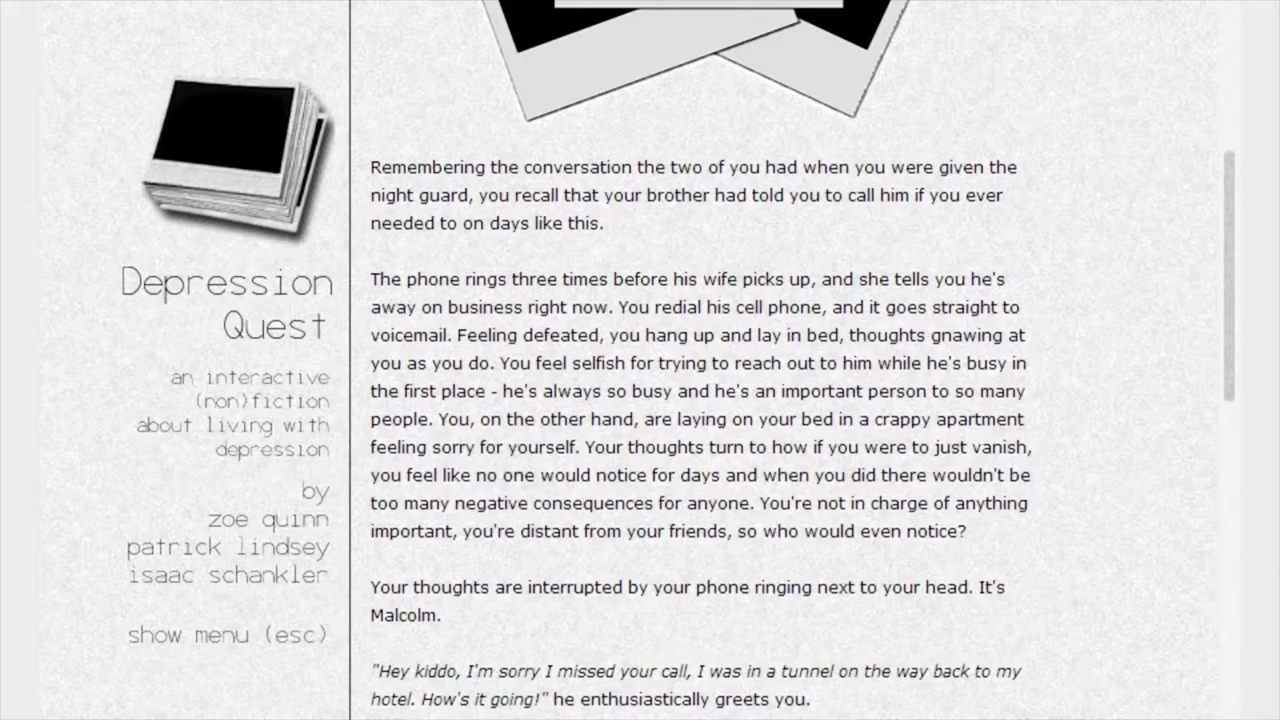 Depression
Quest
an interactive
(non)fiction
about living with
depression
by
zoe quinn
patrick lindsey
isaac schankler
show menu (esc)
Remembering the conversation the two of you had when you were given the
night guard, you recall that your brother had told you to call him if you ever
needed to on days like this.
The phone rings three times before his wife picks up, and she tells you he's
away on business right now. You redial his cell phone, and it goes straight to
voicemail. Feeling defeated, you hang up and lay in bed, thoughts gnawing at
you as you do. You feel selfish for trying to reach out to him while he's busy in
the first place - he's always so busy and he's an important person to so many
people. You, on the other hand, are laying on your bed in a crappy apartment
feeling sorry for yourself. Your thoughts turn to how if you were to just vanish,
you feel like no one would notice for days and when you did there wouldn't be
too many negative consequences for anyone. You're not in charge of anything
important, you're distant from your friends, so who would even notice?
Your thoughts are interrupted by your phone ringing next to your head. It's
Malcolm.
"Hey kiddo, I'm sorry I missed your call, I was in a tunnel on the way back to my
hotel. How's it going!" he enthusiastically greets you.